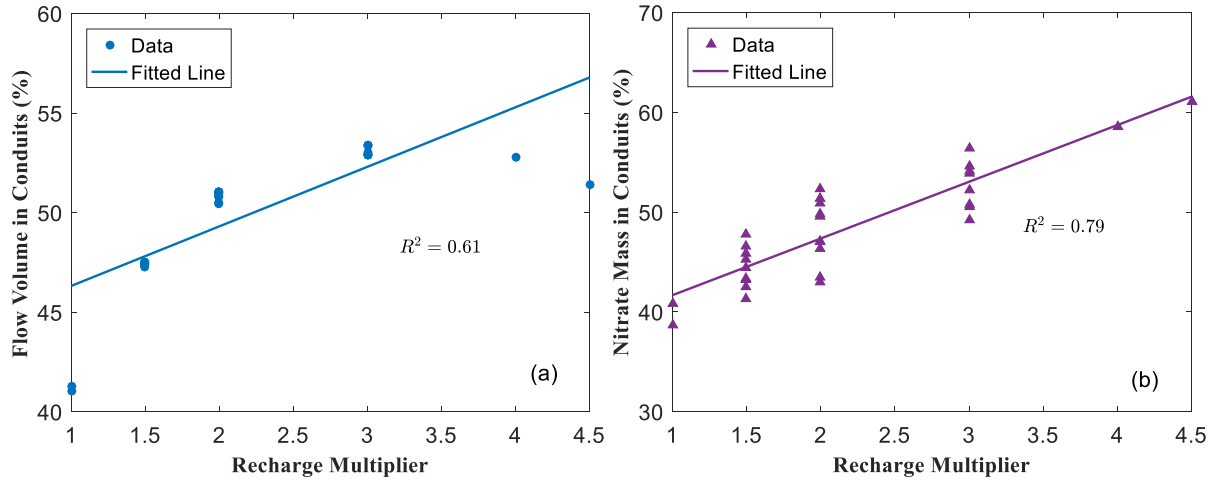 60
55
50
45
40
Flow Volume in Conduits (%)
Data
Fitted Line
R² = 0.61
(a)
1 1.5 2 2.5 3 3.5 4 4.5
Recharge Multiplier
70
60
50
40
30
Nitrate Mass in Conduits (%)
Data
Fitted Line
R² = 0.79
(b)
1 1.5 2 2.5 3 3.5 4 4.5
Recharge Multiplier